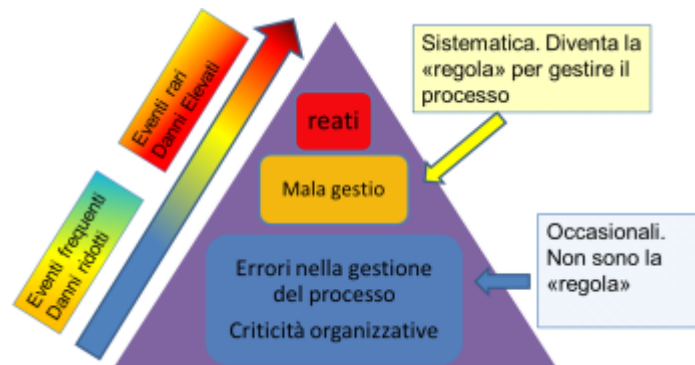 Sistematica. Diventa la
«regola» per gestire il
processo
Eventi rari
Danni Elevati
reati
Mala gestio
Eventi frequenti
Danni ridotti
Errori nella gestione
del processo
Criticità organizzative
Occasionali.
Non sono la
«regola»